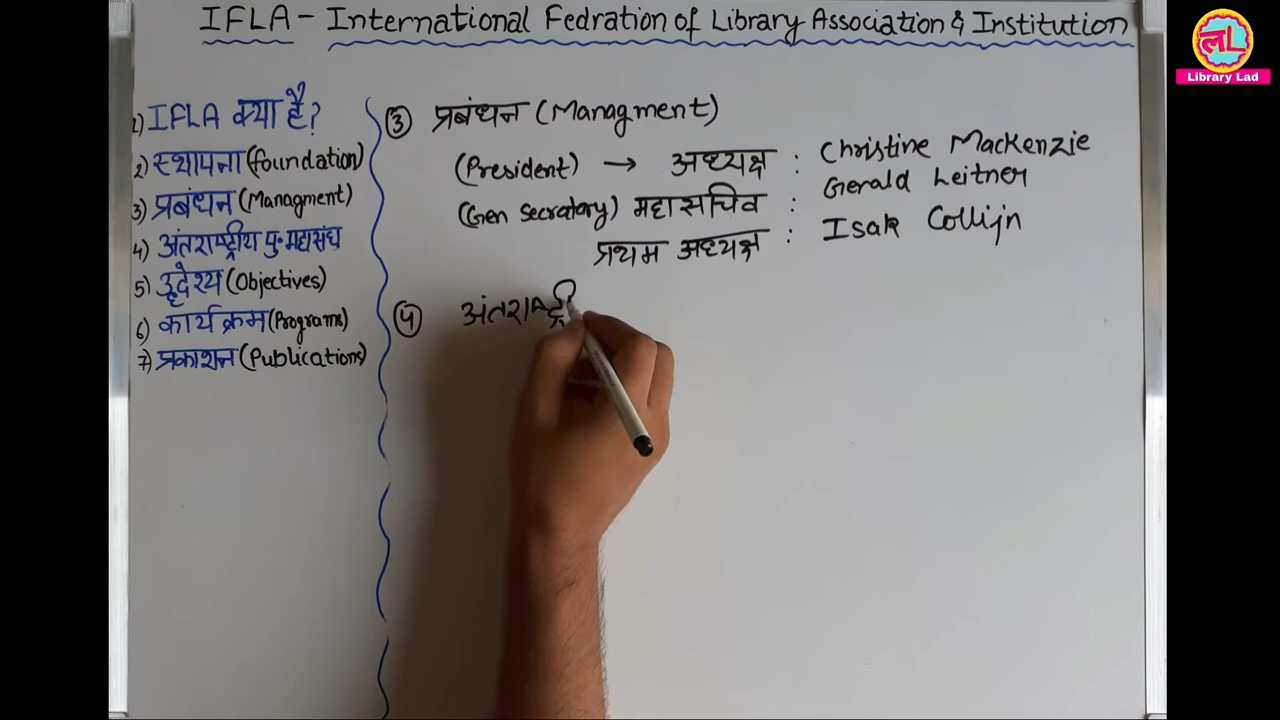 IFLA - International Fedration of Library Association & Institution
ल
Library Lad
1) IFLA क्या है?
2) स्थापना (foundation)
3) प्रबंधन (Managment)
4) अंतराष्ट्रीय पु. महासंघ
5) उद्देश्य (Objectives)
6) कार्यक्रम (Programs)
7) प्रकाशन (Publications)
③ प्रबंधन (Managment)
(President) → अध्यक्ष : Christine Mackenzie
(Gen Secratary) महासचिव : Gerald Leitner
प्रथम अध्यक्ष : Isak Collijn
④ अंतराष्ट्री